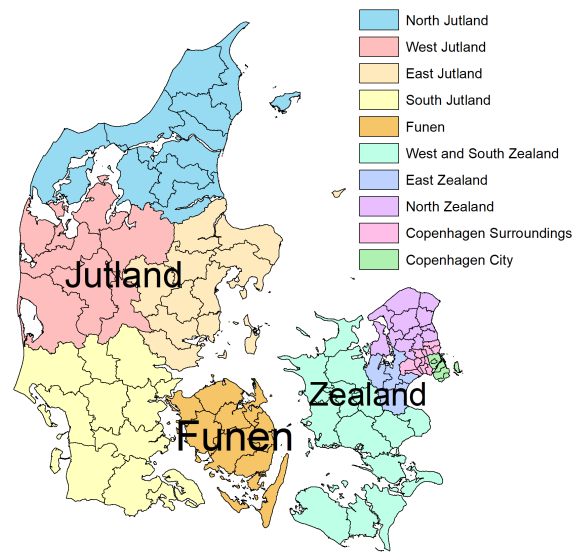 North Jutland
West Jutland
East Jutland
South Jutland
Funen
West and South Zealand
East Zealand
North Zealand
Copenhagen Surroundings
Copenhagen City
Jutland
Zealand
Funen